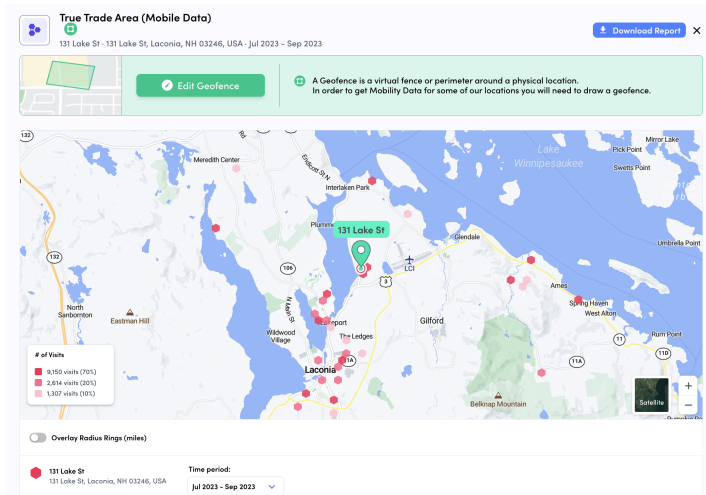 True Trade Area (Mobile Data)
131 Lake St · 131 Lake St, Laconia, NH 03246, USA · Jul 2023 - Sep 2023
Download Report
Edit Geofence
A Geofence is a virtual fence or perimeter around a physical location.
In order to get Mobility Data for some of our locations you will need to draw a geofence.
132
Rd
Endicott St N
Mirror Lake
Pick Point
Lake
Winnipesaukee
Meredith Center
Swetts Point
Interlaken Park
131 Lake St
Glendale
Umbrella Point
132
106
LCI
3
Ames
North
Sanbornton
Eastman Hill
N Main St
Spring Haven
West Alton
Gilford
Wildwood
Village
The Ledges
11
Rum Point
11D
11A
Laconia
Belknap Mountain
# of Visits
9,150 visits (70%)
2,614 visits (20%)
1,307 visits (10%)
Satellite
+
−
Overlay Radius Rings (miles)
131 Lake St
131 Lake St, Laconia, NH 03246, USA
Time period:
Jul 2023 - Sep 2023